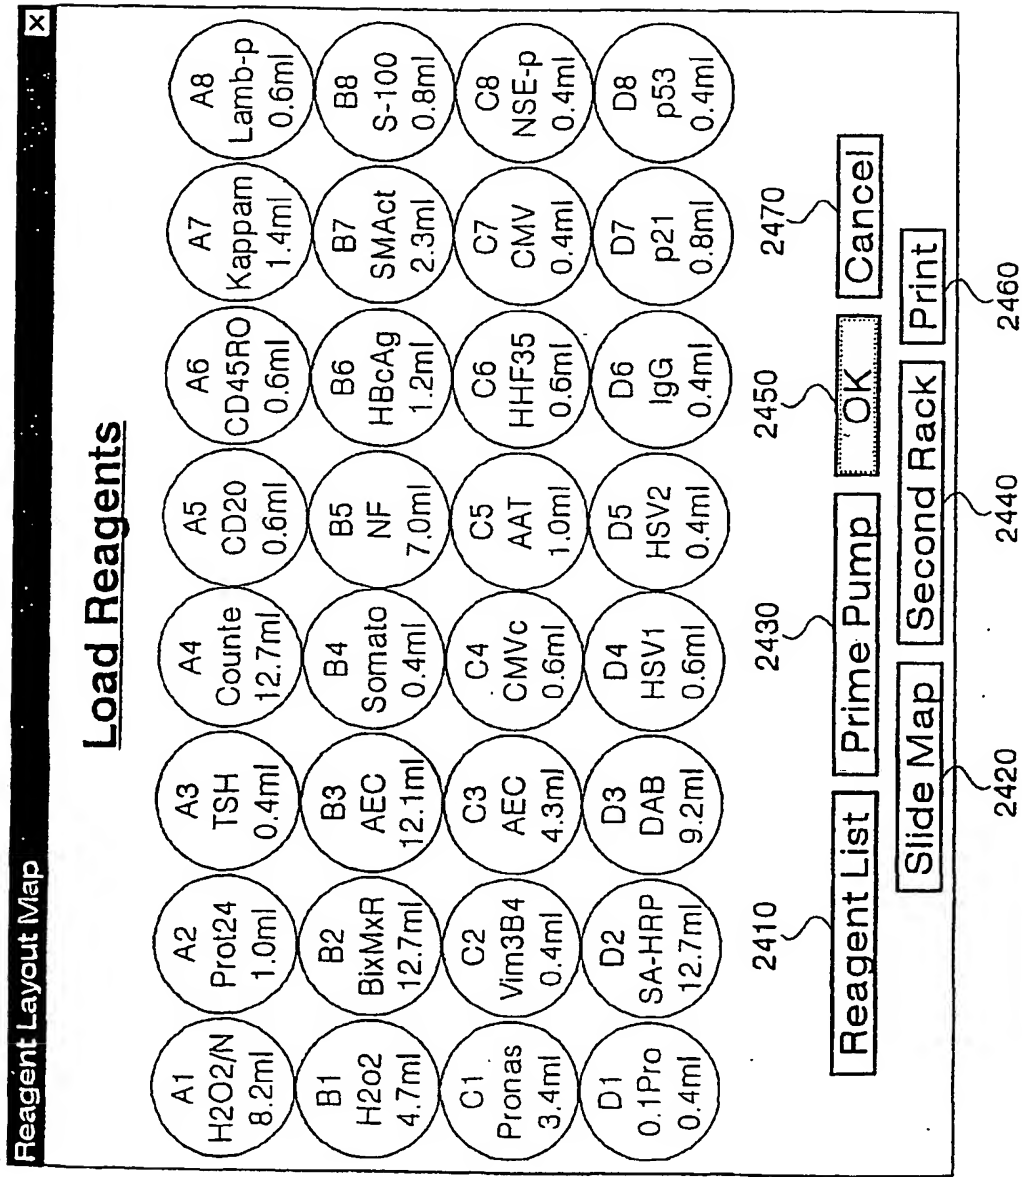 Reagent Layout Map X
Load Reagents
A1 A2 A3 A4 A5 A6 A7 A8
H2O2/N Prot24 TSH Counte CD20 CD45RO Kappam Lamb-p
8.2ml 1.0ml 0.4ml 12.7ml 0.6ml 0.6ml 1.4ml 0.6ml
B1 B2 B3 B4 B5 B6 B7 B8
H2o2 BixMxR AEC Somato NF HBcAg SMAct S-100
4.7ml 12.7ml 12.1ml 0.4ml 7.0ml 1.2ml 2.3ml 0.8ml
C1 C2 C3 C4 C5 C6 C7 C8
Pronas Vim3B4 AEC CMVc AAT HHF35 CMV NSE-p
3.4ml 0.4ml 4.3ml 0.6ml 1.0ml 0.6ml 0.4ml 0.4ml
D1 D2 D3 D4 D5 D6 D7 D8
0.1Pro SA-HRP DAB HSV1 HSV2 IgG p21 p53
0.4ml 12.7ml 9.2ml 0.6ml 0.4ml 0.4ml 0.8ml 0.4ml
2410 2430 2450 2470
Reagent List Prime Pump OK Cancel
Slide Map Second Rack Print
2420 2440 2460